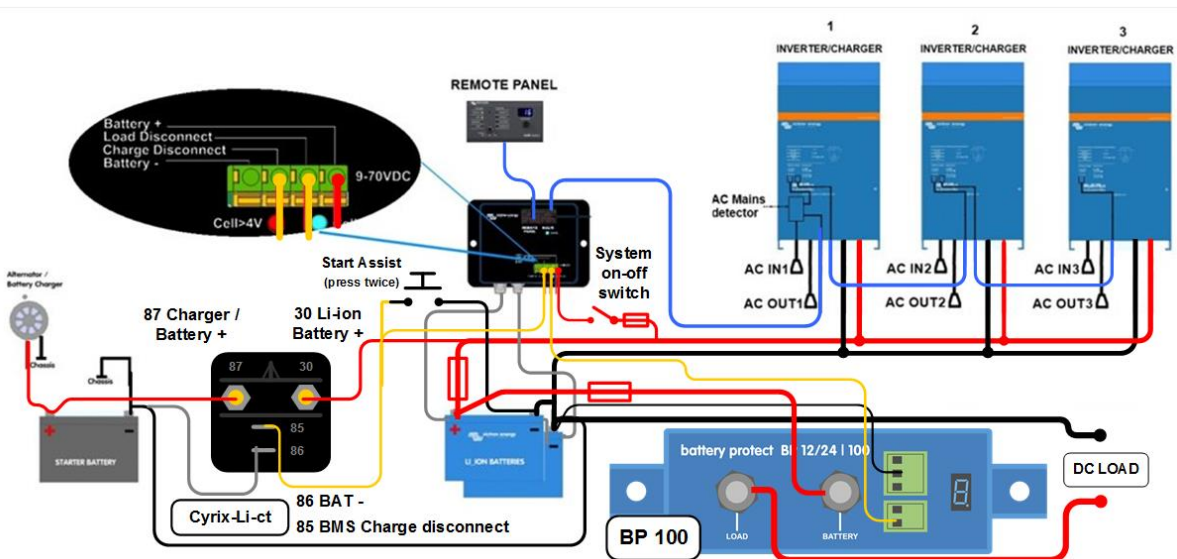 1
INVERTER/CHARGER
2
INVERTER/CHARGER
3
INVERTER/CHARGER
REMOTE PANEL
Battery +
Load Disconnect
Charge Disconnect
Battery -
9-70VDC
Cell>4V
AC Mains
detector
System
on-off
switch
Start Assist
(press twice)
AC IN1
AC OUT1
AC IN2
AC OUT2
AC IN3
AC OUT3
Alternator /
Battery Charger
Chassis
Chassis
87 Charger /
Battery +
30 Li-ion
Battery +
87
30
85
86
+
-
STARTER BATTERY
+
-
-
victron energy
LI_ION BATTERIES
Cyrix-Li-ct
86 BAT -
85 BMS Charge disconnect
battery protect BP 12/24 | 100
LOAD
BATTERY
BP 100
DC LOAD